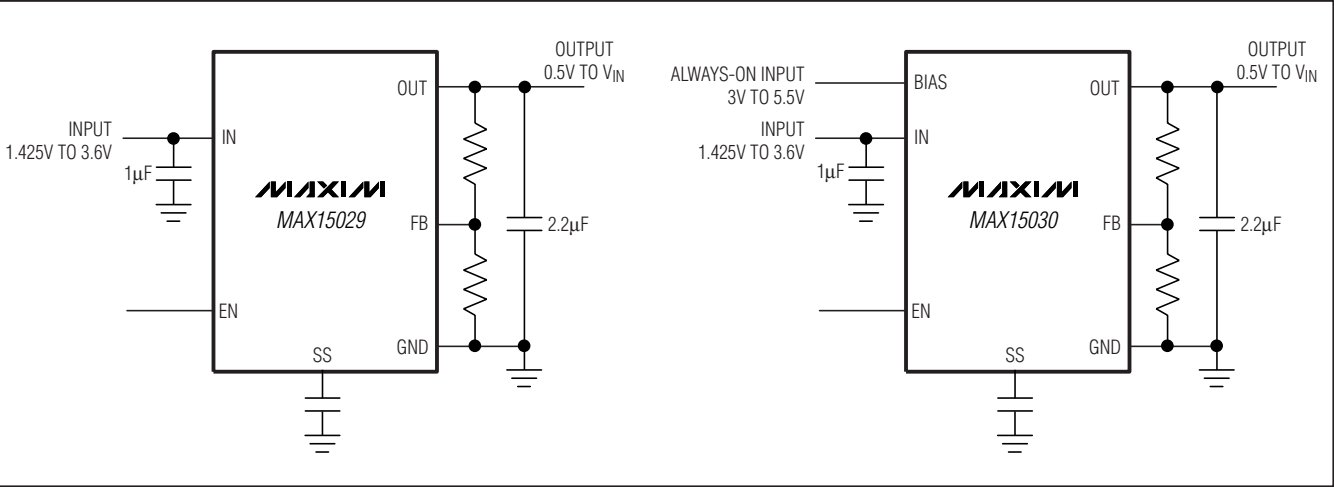 OUTPUT
0.5V TO VIN
OUT
INPUT
1.425V TO 3.6V
IN
1µF
MAXIM
MAX15029
FB
2.2µF
EN
GND
SS
OUTPUT
0.5V TO VIN
ALWAYS-ON INPUT
3V TO 5.5V
BIAS
OUT
INPUT
1.425V TO 3.6V
IN
1µF
MAXIM
MAX15030
FB
2.2µF
EN
GND
SS